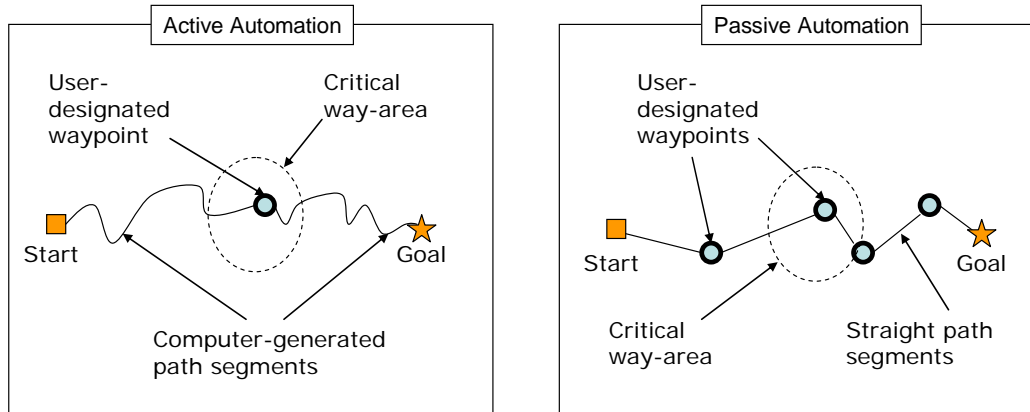 Active Automation
User-
designated
waypoint
Critical
way-area
Start
Goal
Computer-generated
path segments
Passive Automation
User-
designated
waypoints
Start
Goal
Critical
way-area
Straight path
segments